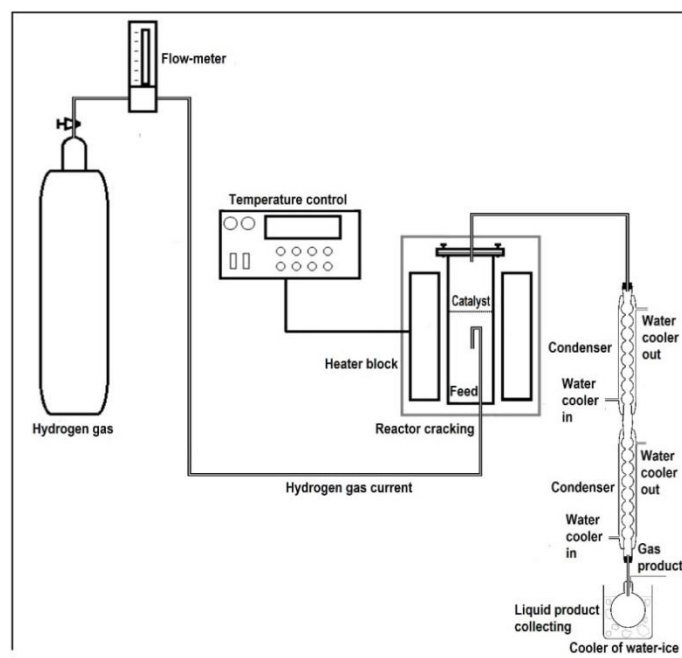 Flow-meter
Temperature control
Catalyst
Water
cooler
out
Condenser
Heater block
Water
cooler
in
Feed
Hydrogen gas
Reactor cracking
Water
cooler
out
Hydrogen gas current
Condenser
Water
cooler
in
Gas
product
Liquid product
collecting
Cooler of water-ice